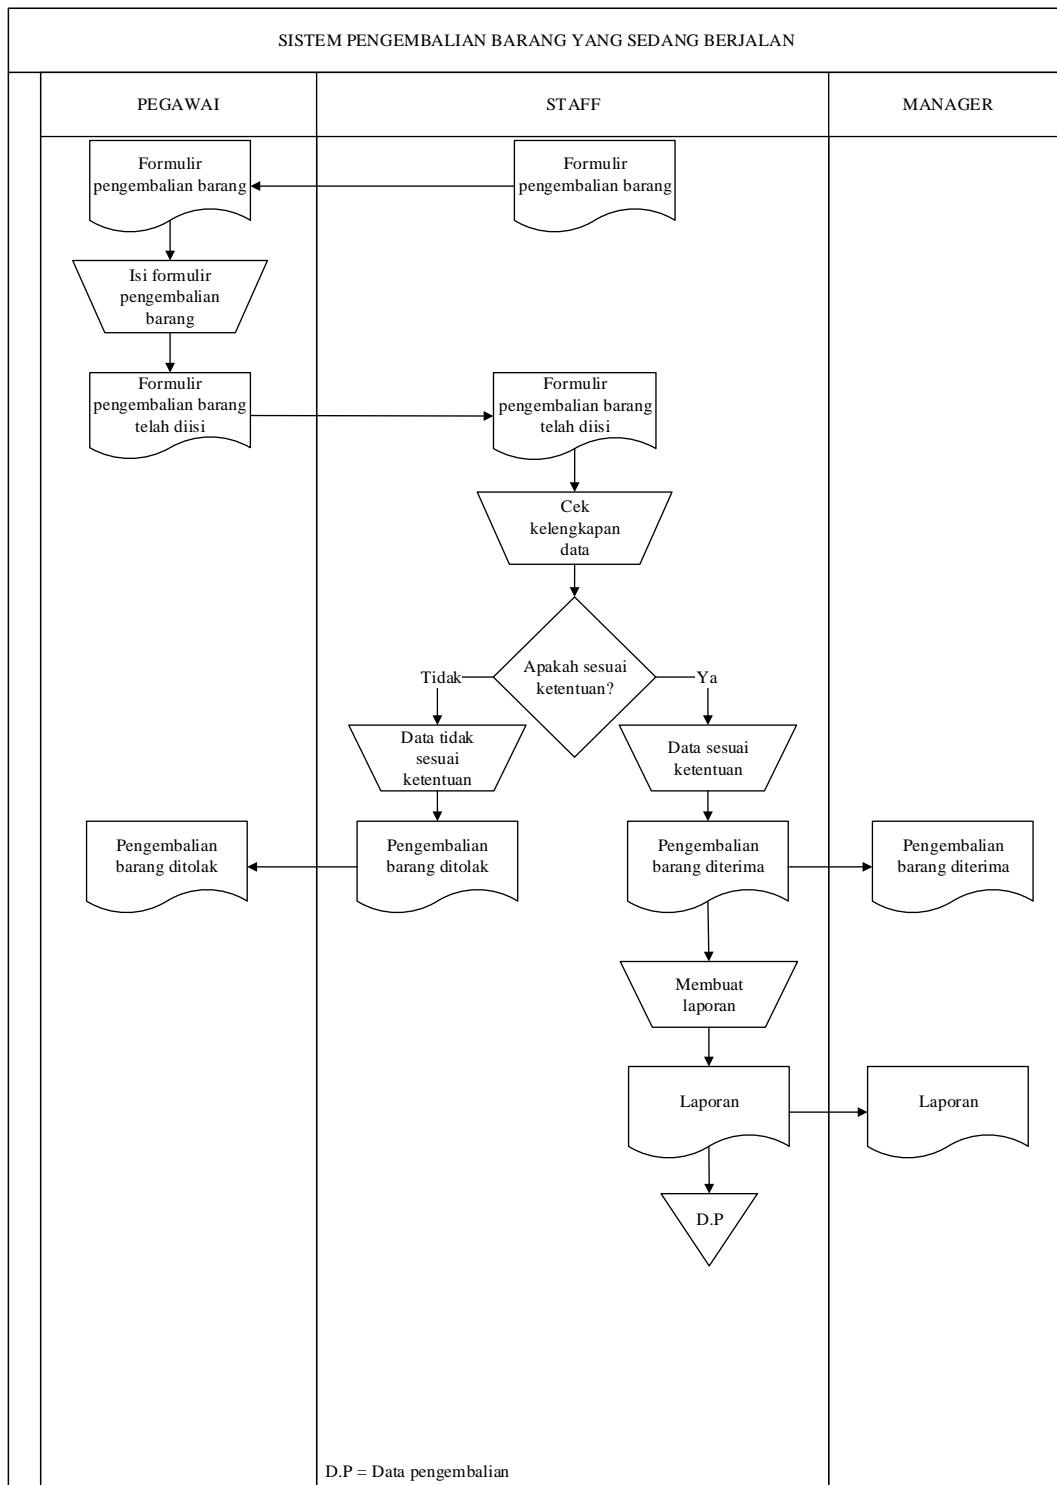 SISTEM PENGEMBALIAN BARANG YANG SEDANG BERJALAN
PEGAWAI
STAFF
MANAGER
Formulir
pengembalian barang
Formulir
pengembalian barang
Isi formulir
pengembalian
barang
Formulir
pengembalian barang
telah diisi
Formulir
pengembalian barang
telah diisi
Cek
kelengkapan
data
Apakah sesuai
ketentuan?
Tidak
Ya
Data tidak
sesuai
ketentuan
Data sesuai
ketentuan
Pengembalian
barang ditolak
Pengembalian
barang ditolak
Pengembalian
barang diterima
Pengembalian
barang diterima
Membuat
laporan
Laporan
Laporan
D.P
D.P = Data pengembalian